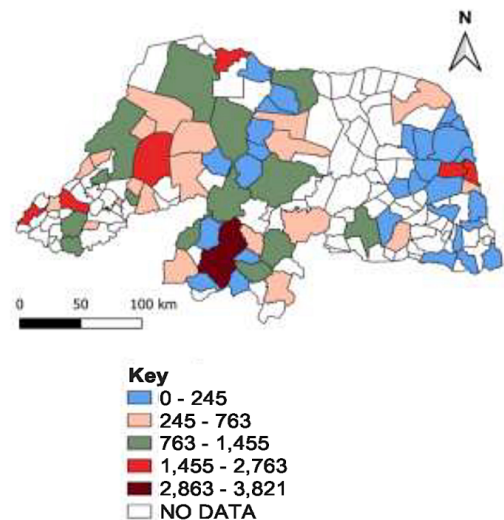 N
0 50 100 km
Key
0 - 245
245 - 763
763 - 1,455
1,455 - 2,763
2,863 - 3,821
NO DATA